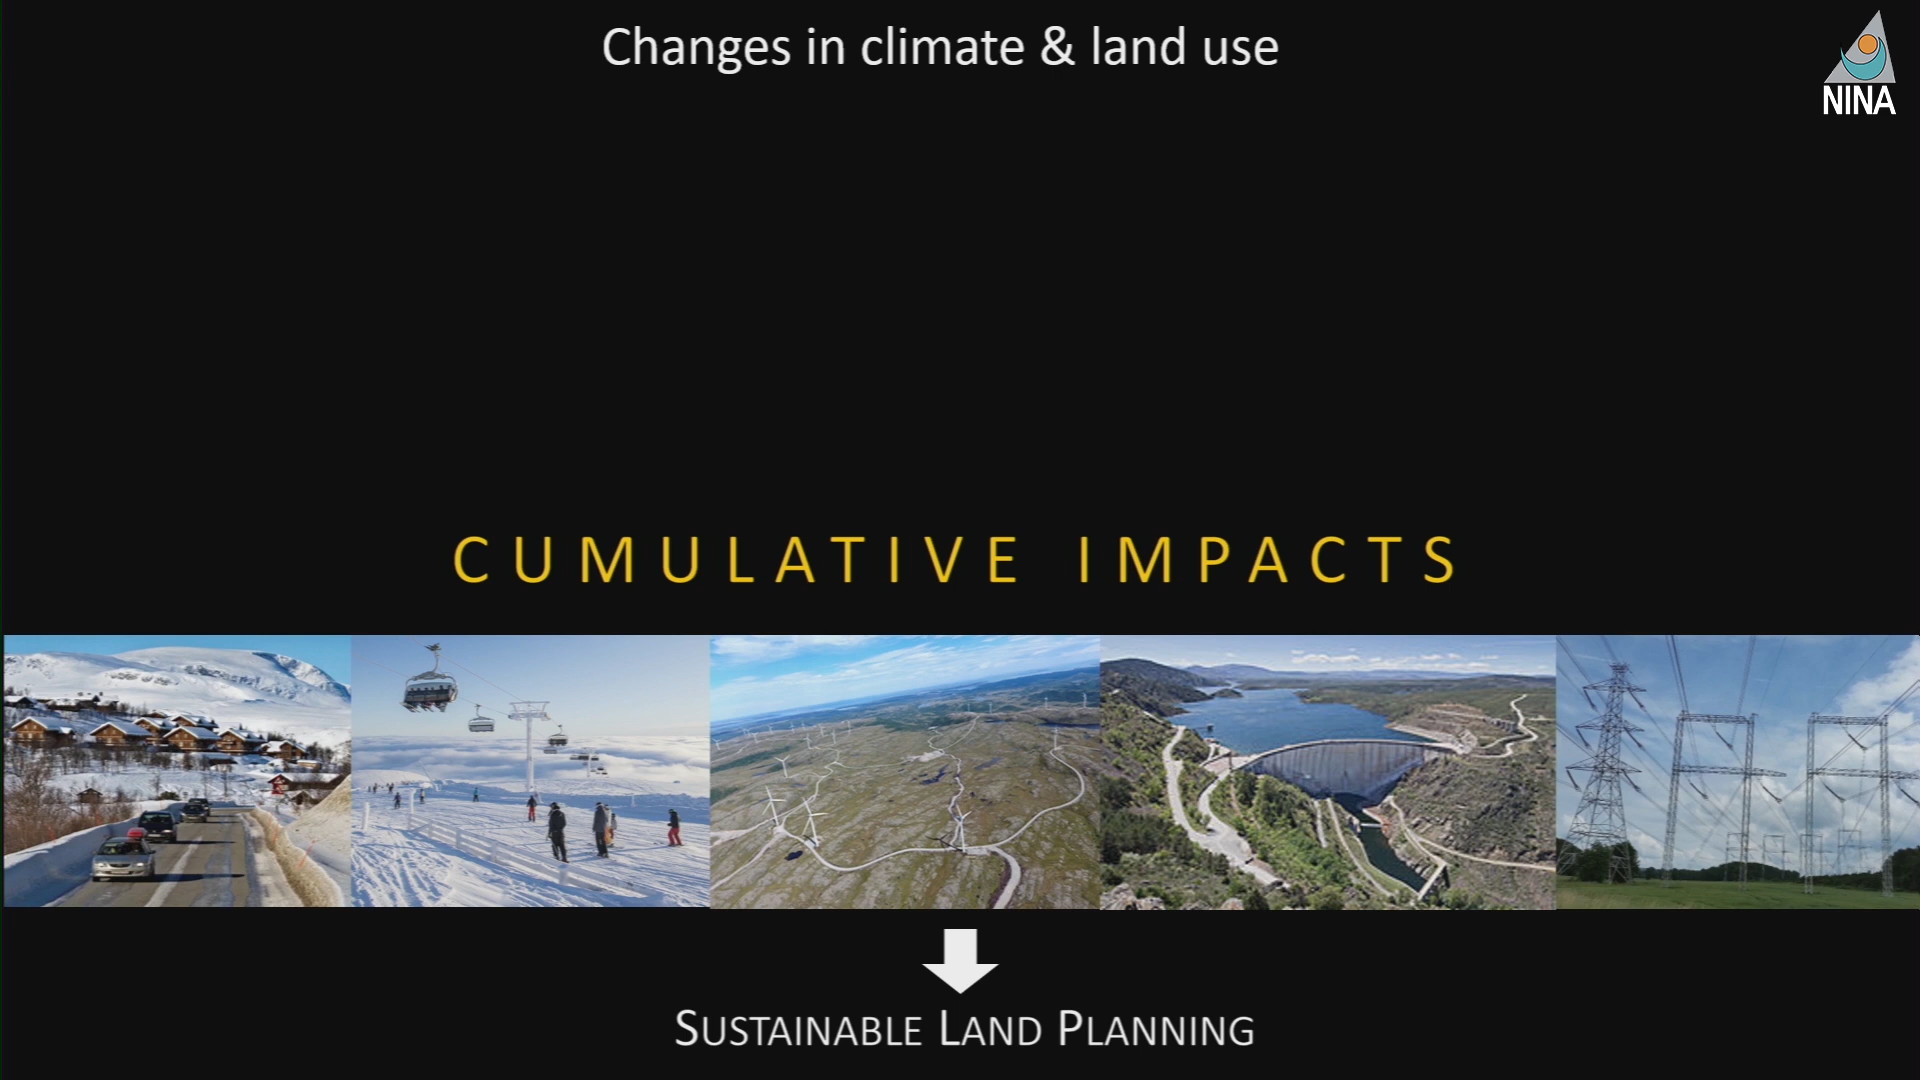 Changes in climate & land use
NINA
CUMULATIVE IMPACTS
SUSTAINABLE LAND PLANNING